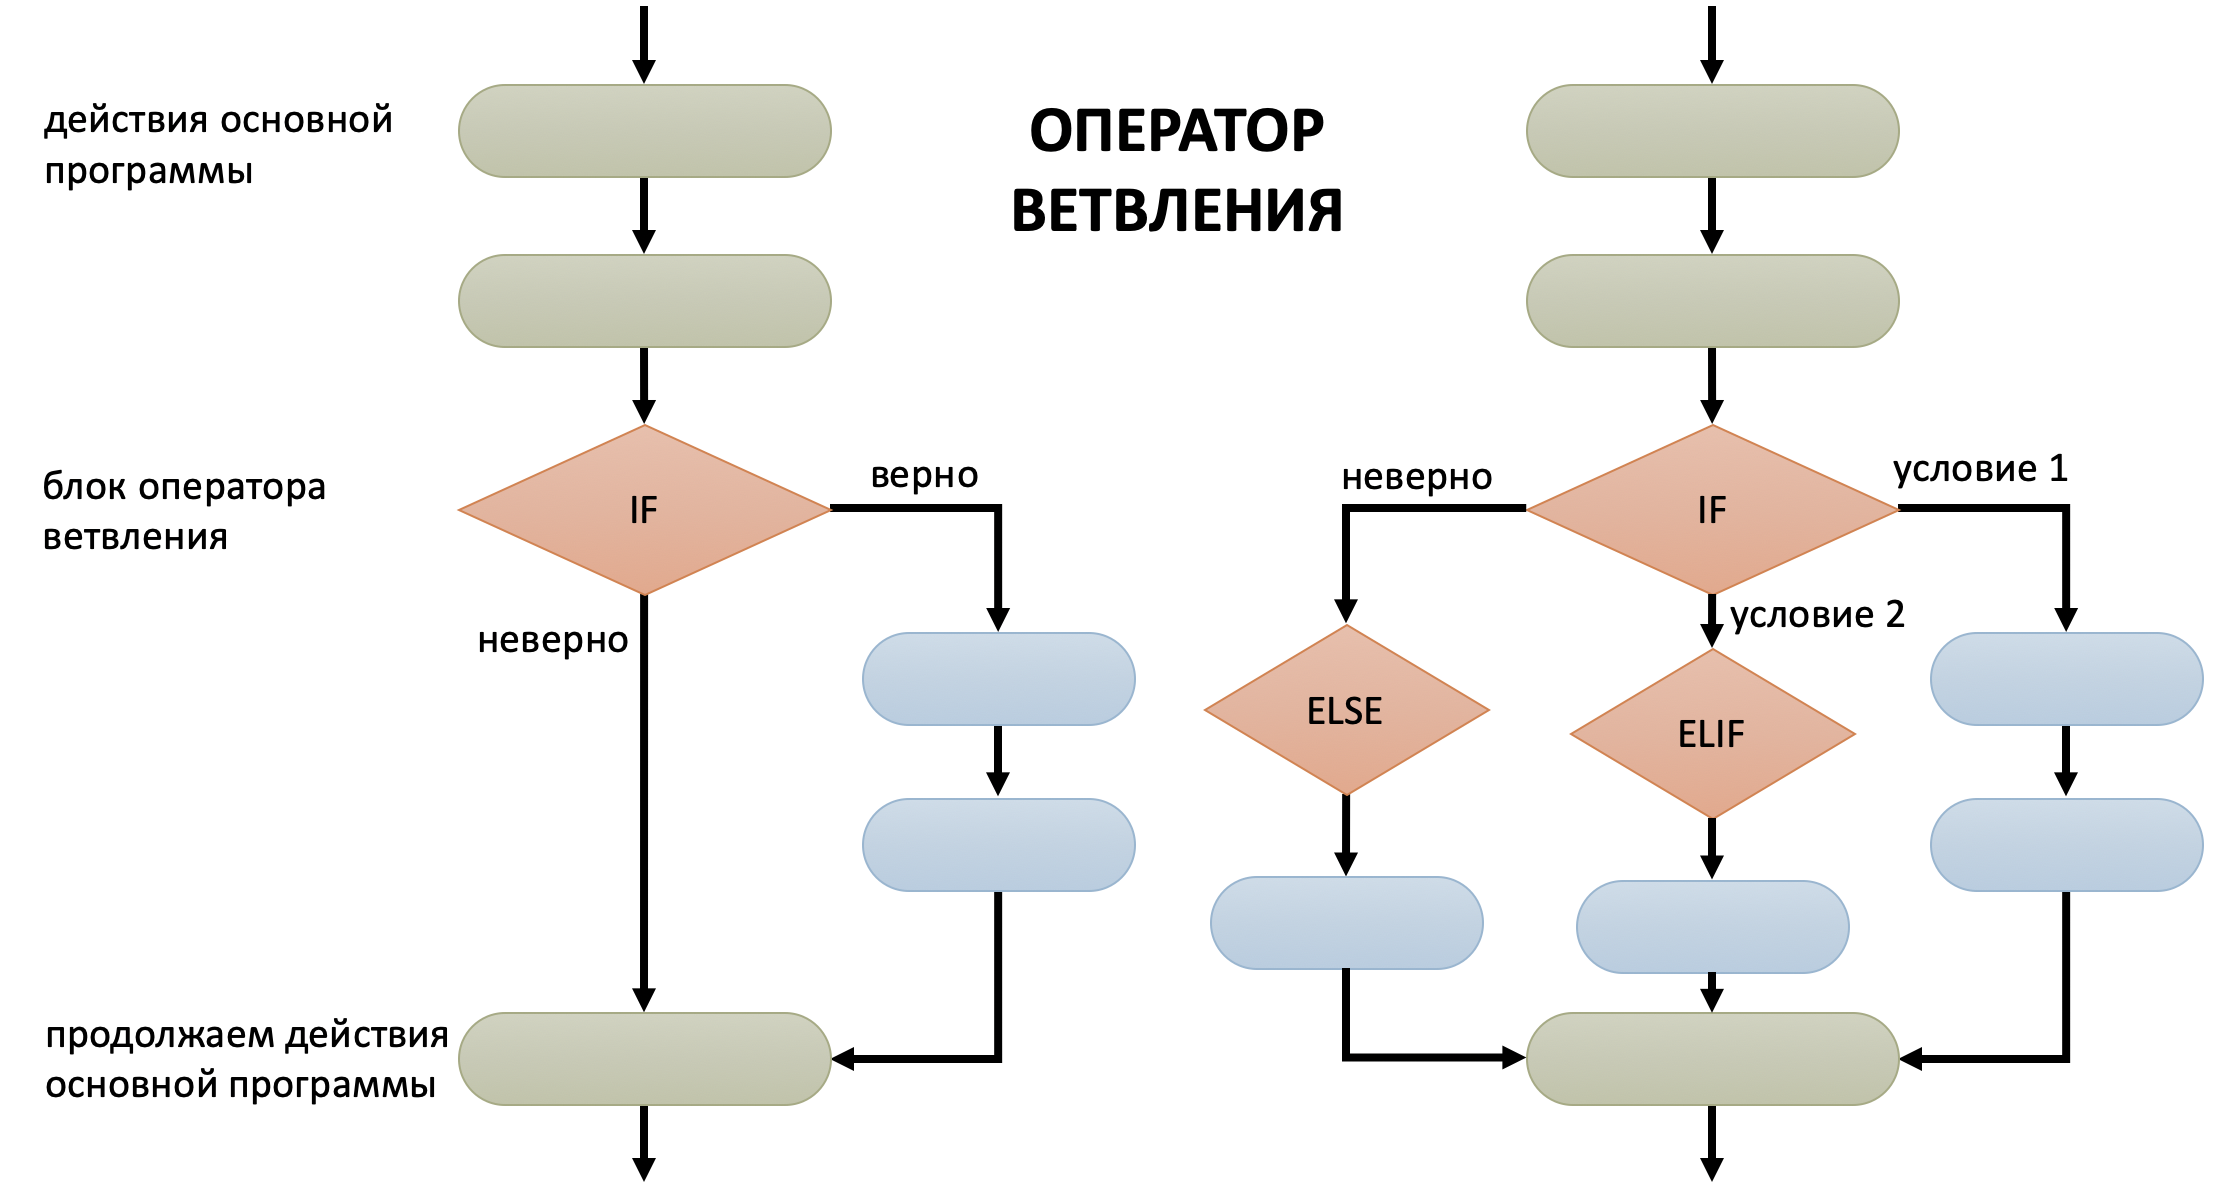 ОПЕРАТОР
ВЕТВЛЕНИЯ
действия основной
программы
блок оператора
ветвления
IF
верно
неверно
продолжаем действия
основной программы
неверно
IF
условие 1
условие 2
ELSE
ELIF